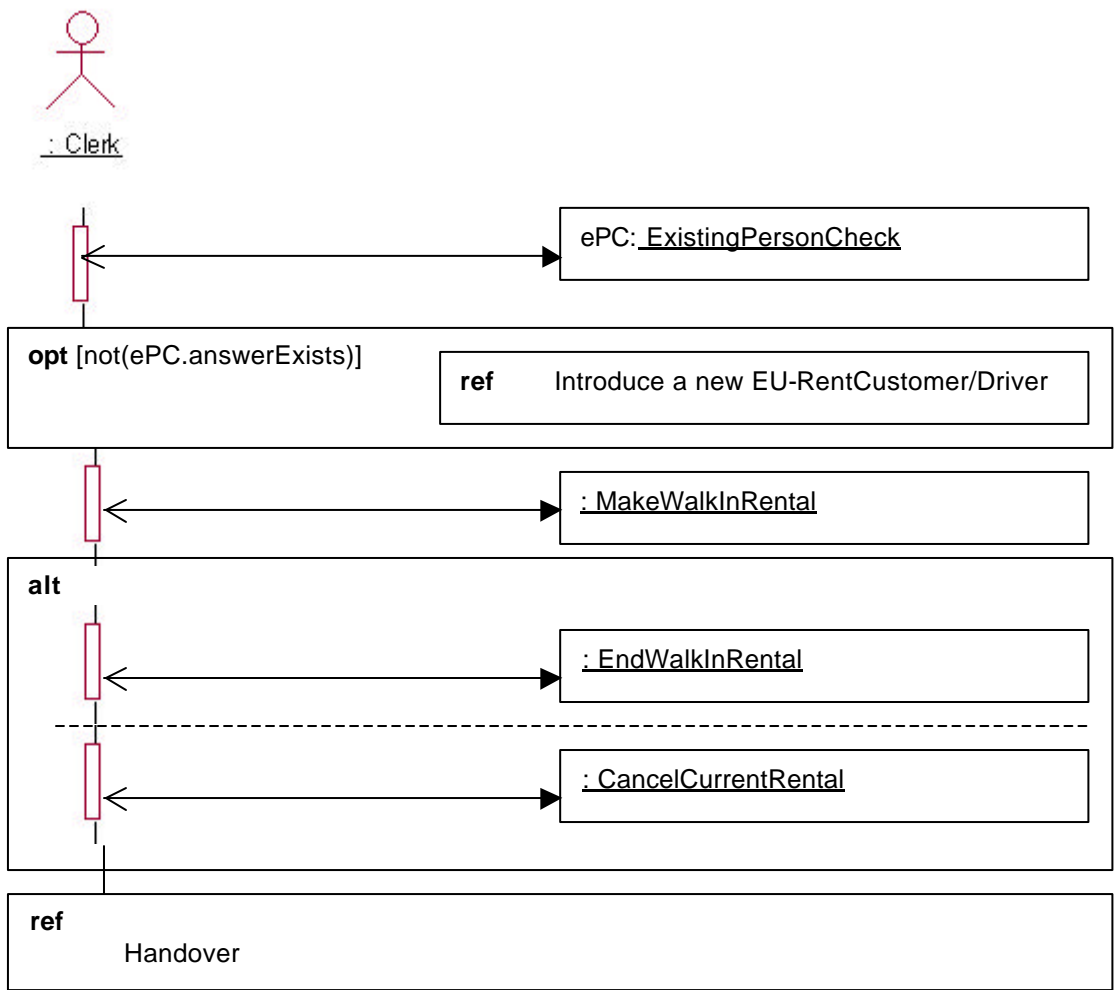 : Clerk
ePC: ExistingPersonCheck
opt [not(ePC.answerExists)]
ref Introduce a new EU-RentCustomer/Driver
: MakeWalkInRental
alt
: EndWalkInRental
: CancelCurrentRental
ref
Handover